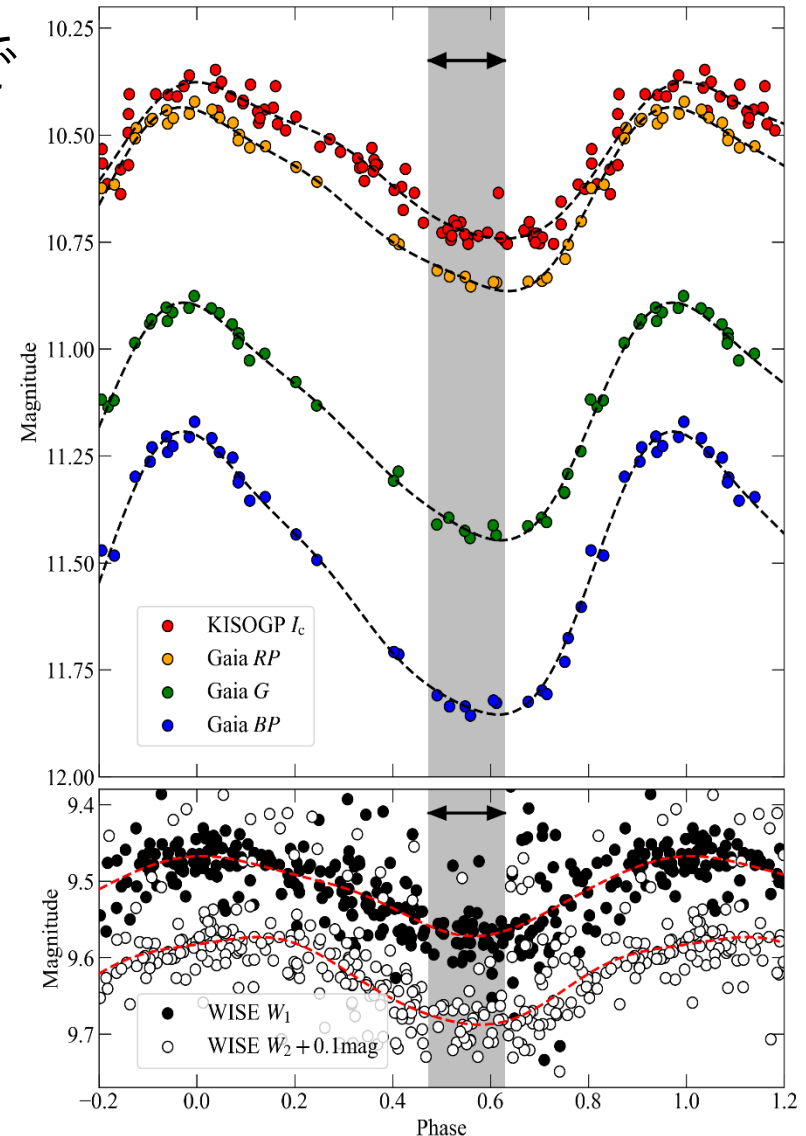 10.25
10.50
10.75
11.00
11.25
11.50
11.75
12.00
Magnitude
KISOGP Ic
Gaia RP
Gaia G
Gaia BP
9.4
9.5
9.6
9.7
Magnitude
WISE W1
WISE W2 + 0.1mag
−0.2 0.0 0.2 0.4 0.6 0.8 1.0 1.2
Phase